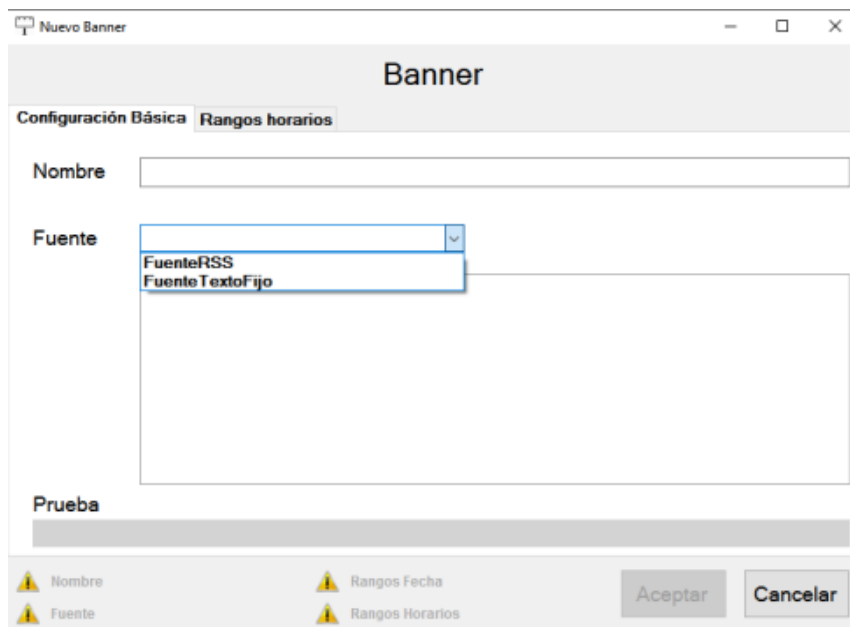 Nuevo Banner
Banner
Configuración Básica Rangos horarios
Nombre
Fuente
FuenteRSS
FuenteTextoFijo
Prueba
Nombre Rangos Fecha
Fuente Rangos Horarios
Aceptar Cancelar